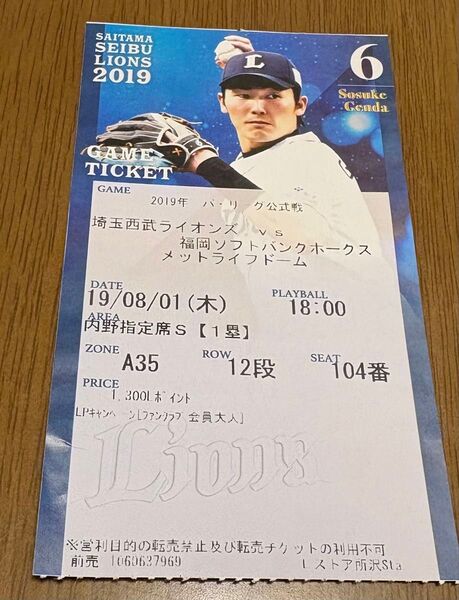 SAITAMA
SEIBU
LIONS
2019
L
6
Sosuke
Genda
GAME
TICKET
GAME
2019年 パ・リーグ公式戦
埼玉西武ライオンズ vs
福岡ソフトバンクホークス
メットライフドーム
DATE
PLAYBALL
19/08/01(木)
18:00
AREA
内野指定席S【1塁】
ZONE A35 ROW 12段 SEAT 104番
PRICE
1,300Lポイント
LPキャンペーン[ファンクラブ会員大人]
Lions
※営利目的の転売禁止及び転売チケットの利用不可
前売 1060637969
Lストア所沢Sta.